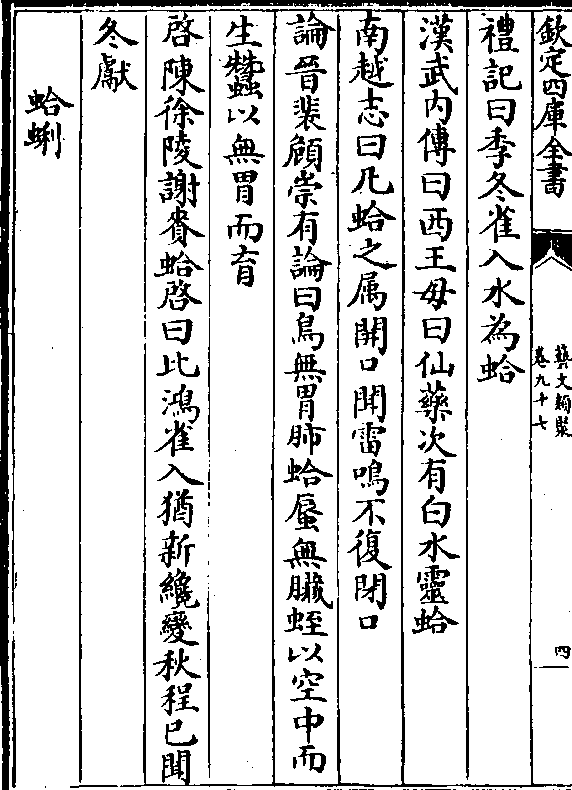 欽定四庫全書
藝文類聚
卷九十七
四
禮記曰季冬雀入水為蛤
漢武内傳曰西王母曰仙藥次有白水靈蛤
南越志曰凡蛤之屬開口聞雷鳴不復閉口
論晉裴頠崇有論曰鳥無胃肺蛤蜃無臟蛭以空中而
生蠶以無胃而育
啓陳徐陵謝賚蛤啓曰比鴻雀入猶新纔變秋程已聞
冬獻
蛤蜊